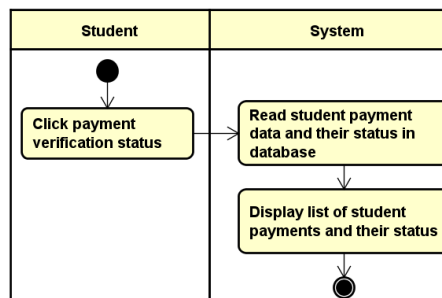 Student
System
Click payment
verification status
Read student payment
data and their status in
database
Display list of student
payments and their status